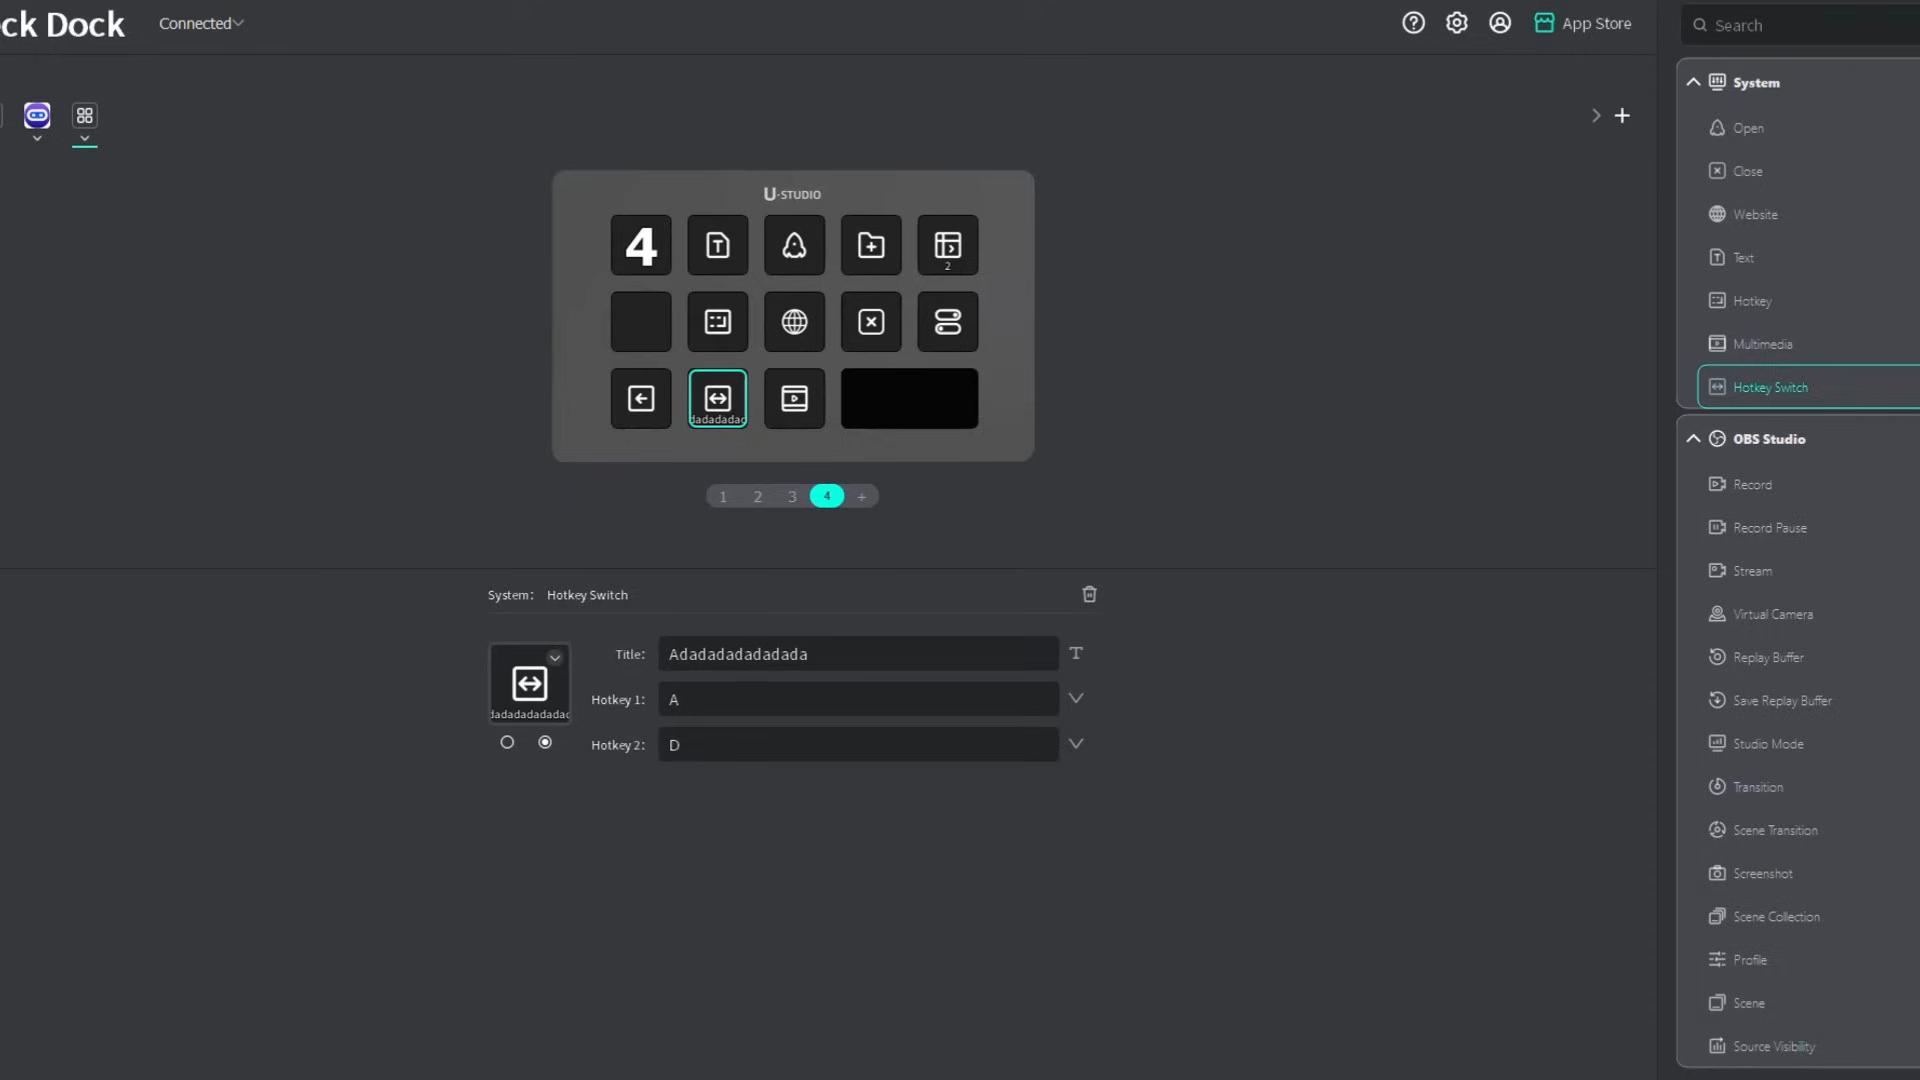 ck Dock
Connected
App Store
Search
U-STUDIO
4
2
dadadadac
1 2 3 4 +
System: Hotkey Switch
Title: Adadadadadadada
Hotkey 1: A
Hotkey 2: D
dadadadadadac
System
Open
Close
Website
Text
Hotkey
Multimedia
Hotkey Switch
OBS Studio
Record
Record Pause
Stream
Virtual Camera
Replay Buffer
Save Replay Buffer
Studio Mode
Transition
Scene Transition
Screenshot
Scene Collection
Profile
Scene
Source Visibility